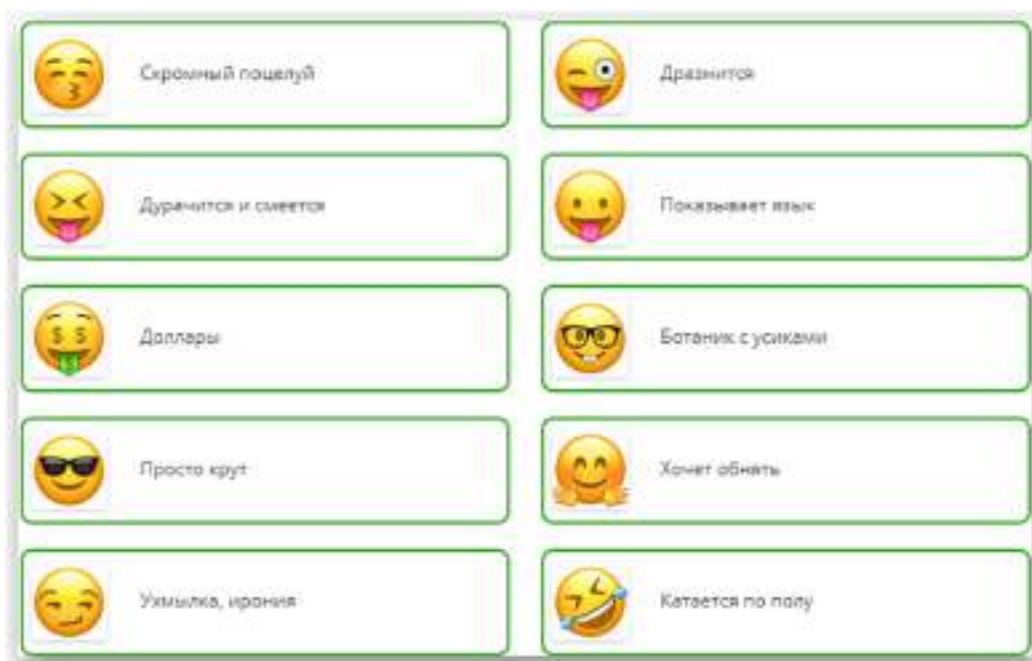 Скромный поцелуй
Дразнится
Дурачится и смеется
Показывает язык
Доллары
Ботаник с усиками
Просто крут
Хочет обнять
Ухмылка, ирония
Катается по полу